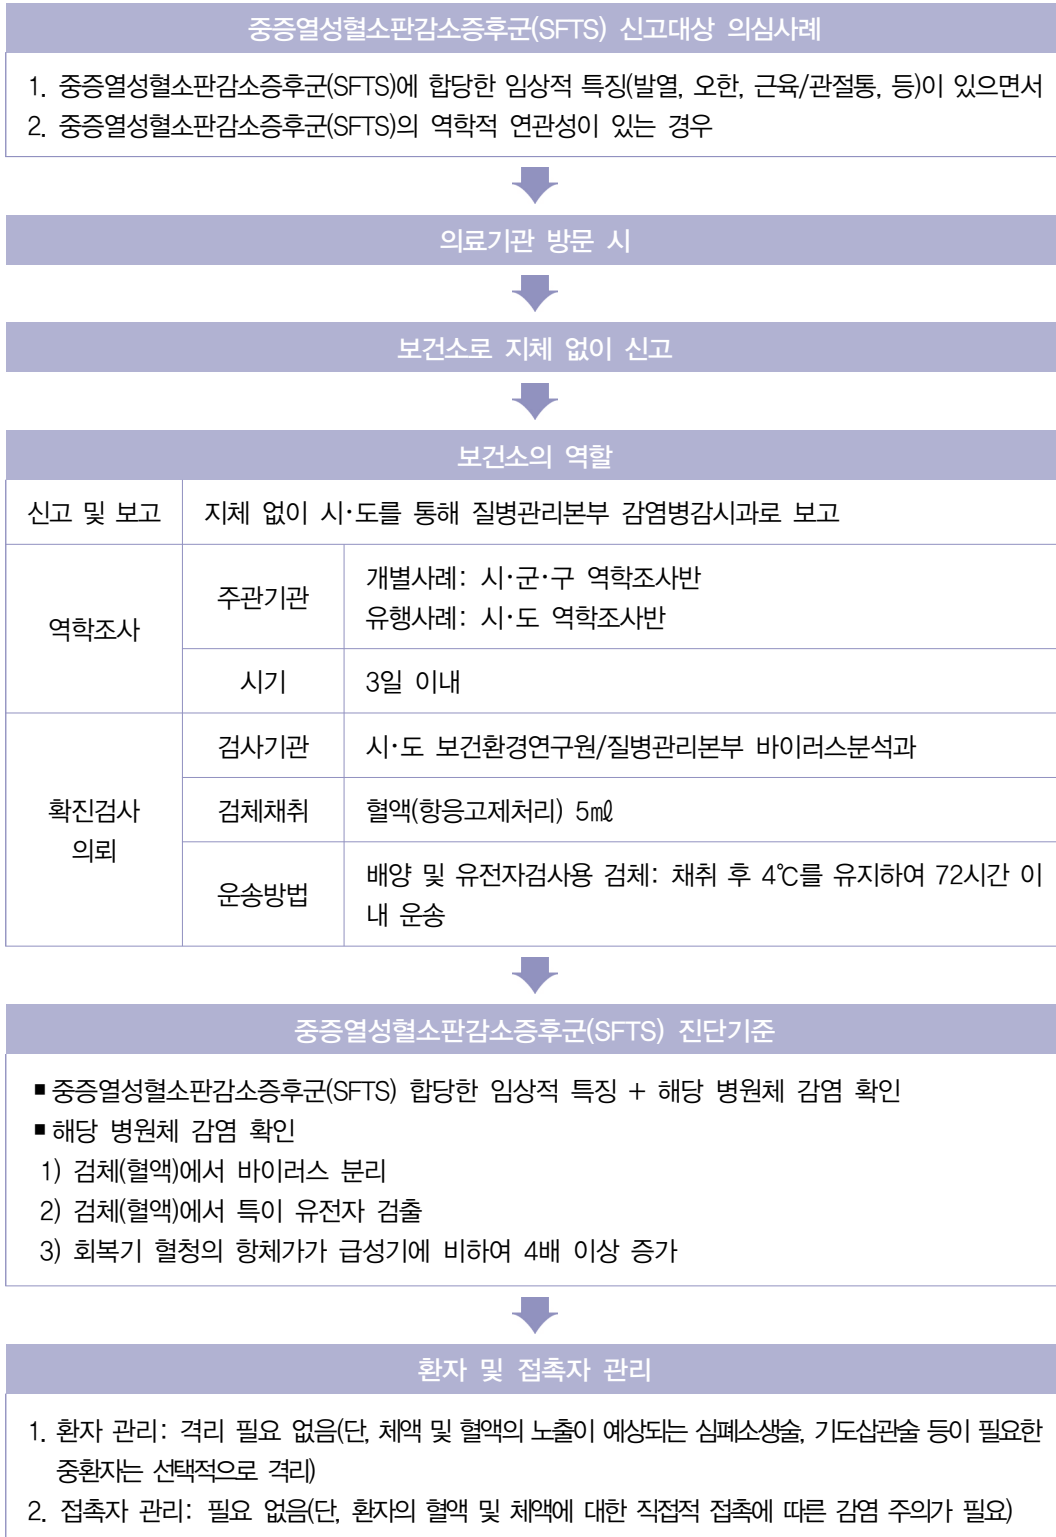 중증열성혈소판감소증후군(SFTS) 신고대상 의심사례
1. 중증열성혈소판감소증후군(SFTS)에 합당한 임상적 특징(발열, 오한, 근육/관절통, 등)이 있으면서
2. 중증열성혈소판감소증후군(SFTS)의 역학적 연관성이 있는 경우
의료기관 방문 시
보건소로 지체 없이 신고
보건소의 역할
신고 및 보고
지체 없이 시·도를 통해 질병관리본부 감염병감시과로 보고
역학조사
주관기관
개별사례: 시·군·구 역학조사반
유행사례: 시·도 역학조사반
시기
3일 이내
확진검사
의뢰
검사기관
시·도 보건환경연구원/질병관리본부 바이러스분석과
검체채취
혈액(항응고제처리) 5㎖
운송방법
배양 및 유전자검사용 검체: 채취 후 4℃를 유지하여 72시간 이
내 운송
중증열성혈소판감소증후군(SFTS) 진단기준
■ 중증열성혈소판감소증후군(SFTS) 합당한 임상적 특징 + 해당 병원체 감염 확인
■ 해당 병원체 감염 확인
1) 검체(혈액)에서 바이러스 분리
2) 검체(혈액)에서 특이 유전자 검출
3) 회복기 혈청의 항체가가 급성기에 비하여 4배 이상 증가
환자 및 접촉자 관리
1. 환자 관리: 격리 필요 없음(단, 체액 및 혈액의 노출이 예상되는 심폐소생술, 기도삽관술 등이 필요한
중환자는 선택적으로 격리)
2. 접촉자 관리: 필요 없음(단, 환자의 혈액 및 체액에 대한 직접적 접촉에 따른 감염 주의가 필요)